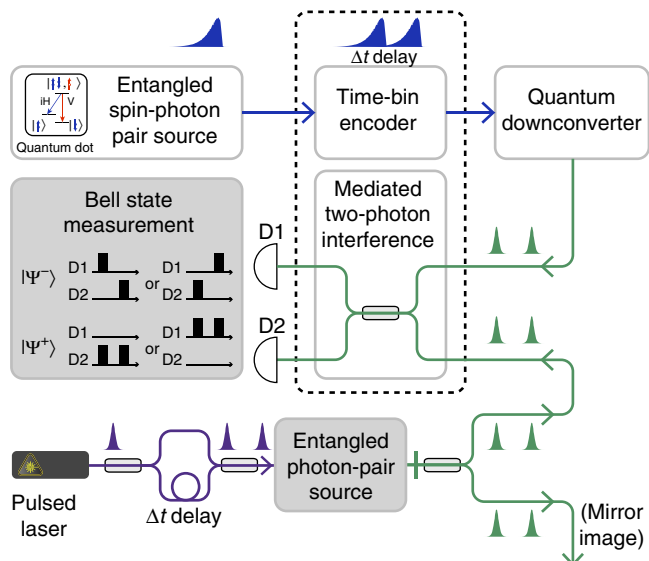 Δt delay
|⇑⇓,↑⟩
iH V
|⇑⟩ |⇓⟩
Quantum dot
Entangled
spin-photon
pair source
Time-bin
encoder
Quantum
downconverter
Bell state
measurement
|Ψ⁻⟩
D1
D2
or
D1
D2
|Ψ⁺⟩
D1
D2
or
D1
D2
D1
D2
Mediated
two-photon
interference
Pulsed
laser
Δt delay
Entangled
photon-pair
source
(Mirror
image)